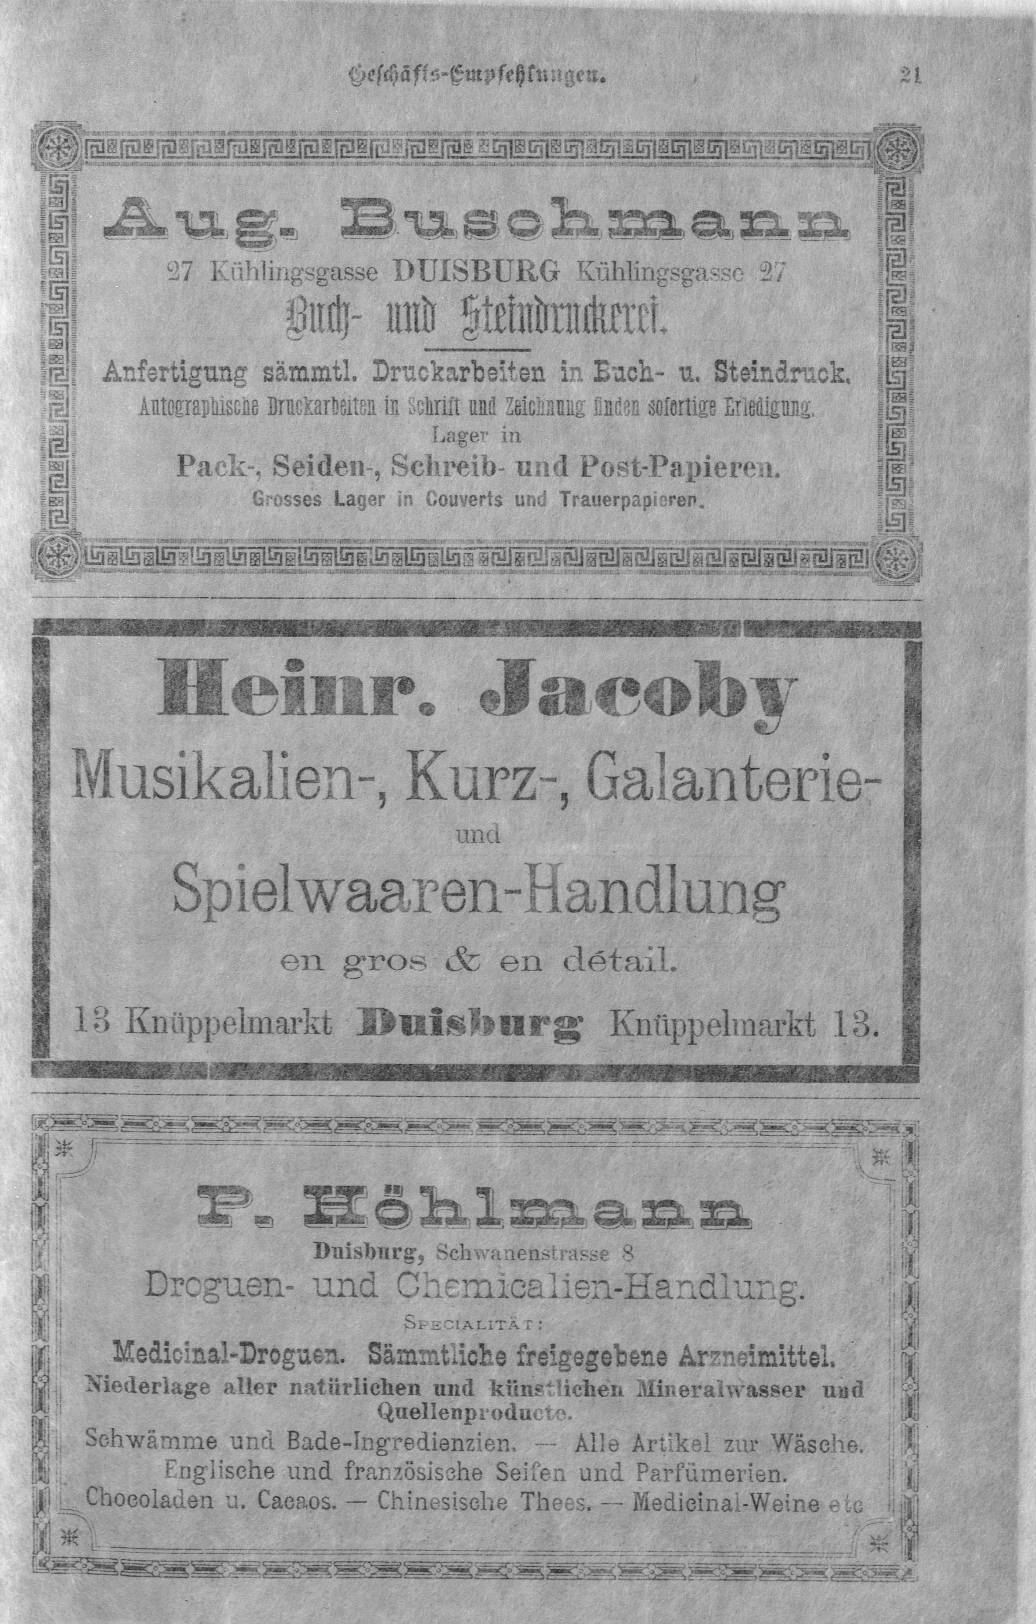 Geschäfts-Empfehlungen.
21
Aug. Buschmann
27 Kühlingsgasse DUISBURG Kühlingsgasse 27
Buch- und Steindruckerei.
Anfertigung sämmtl. Druckarbeiten in Buch- u. Steindruck.
Autographische Druckarbeiten in Schrift und Zeichnung finden sofortige Erledigung.
Lager in
Pack-, Seiden-, Schreib- und Post-Papieren.
Grosses Lager in Couverts und Trauerpapieren.
Heinr. Jacoby
Musikalien-, Kurz-, Galanterie-
und
Spielwaaren-Handlung
en gros & en détail.
13 Knüppelmarkt Duisburg Knüppelmarkt 13.
P. Höhlmann
Duisburg, Schwanenstrasse 8
Droguen- und Chemicalien-Handlung.
SPECIALITÄT:
Medicinal-Droguen. Sämmtliche freigegebene Arzneimittel.
Niederlage aller natürlichen und künstlichen Mineralwasser und
Quellenproducte.
Schwämme und Bade-Ingredienzien. — Alle Artikel zur Wäsche.
Englische und französische Seifen und Parfümerien.
Chocoladen u. Cacaos. — Chinesische Thees. — Medicinal-Weine etc